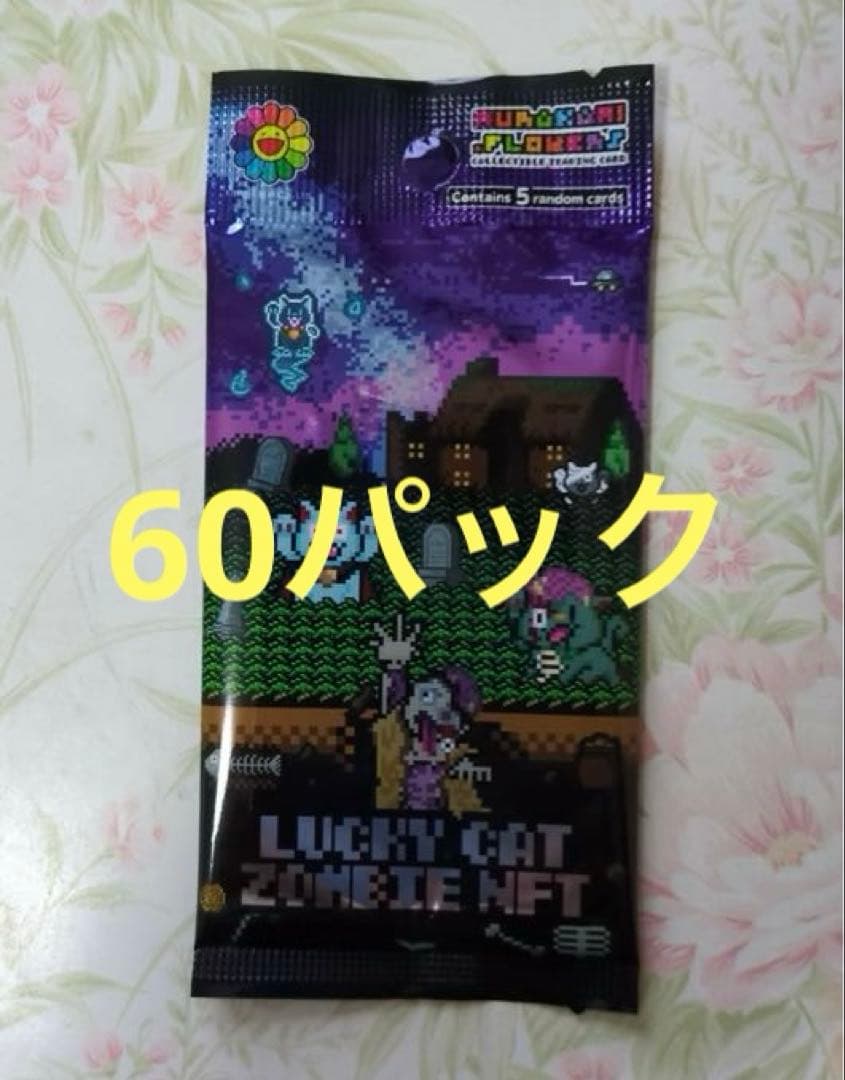 MURAKAMI
.FLOWERS
COLLECTIBLE TRADING CARD
Contains 5 random cards
60パック
LUCKY CAT
ZOMBIE NFT